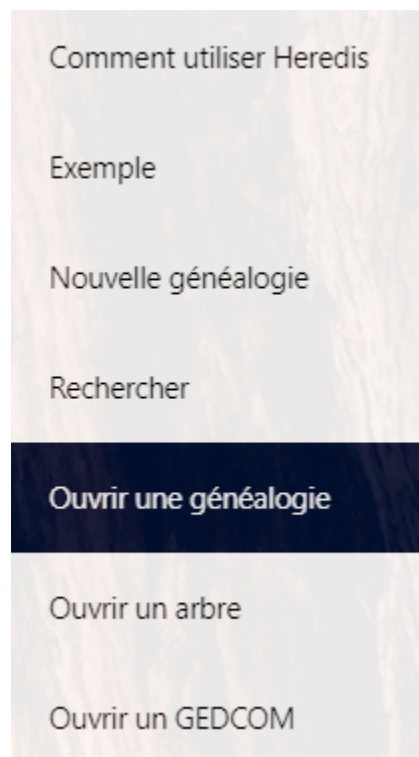 Comment utiliser Heredis
Exemple
Nouvelle généalogie
Rechercher
Ouvrir une généalogie
Ouvrir un arbre
Ouvrir un GEDCOM